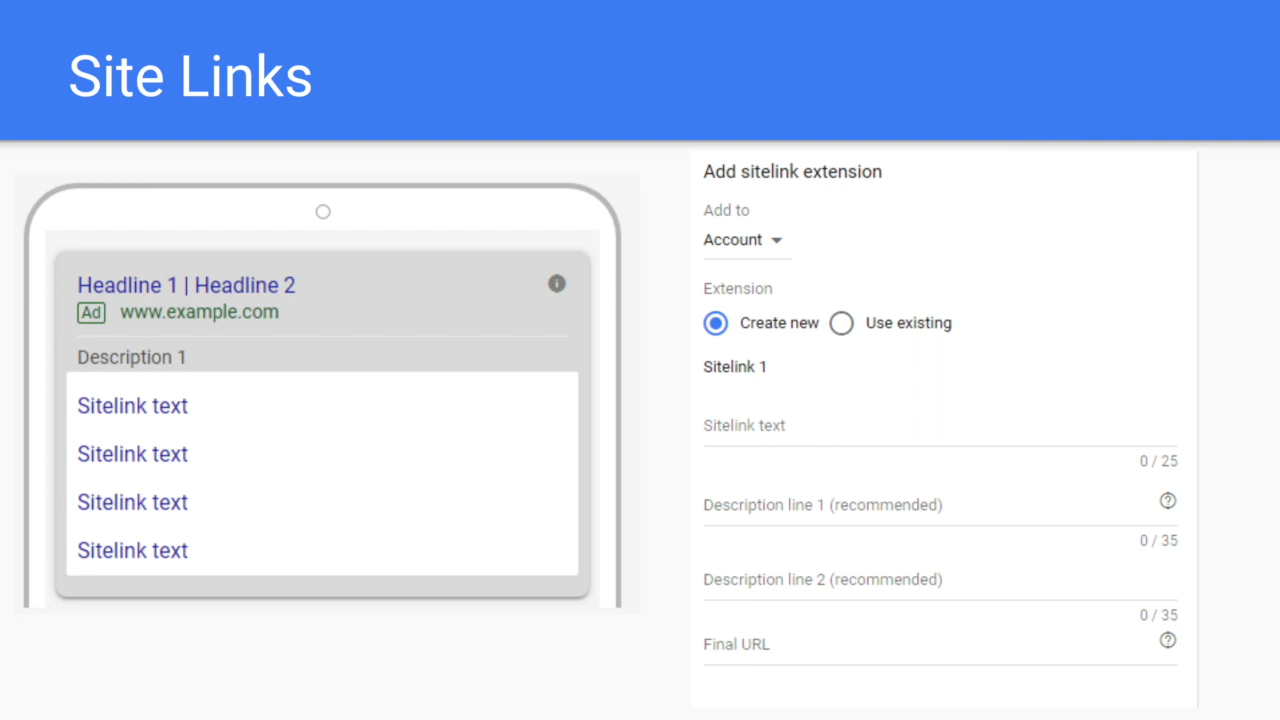 Site Links
Headline 1 | Headline 2
Ad www.example.com
Description 1
Sitelink text
Sitelink text
Sitelink text
Sitelink text
Add sitelink extension
Add to
Account
Extension
Create new Use existing
Sitelink 1
Sitelink text
0 / 25
Description line 1 (recommended)
0 / 35
Description line 2 (recommended)
0 / 35
Final URL